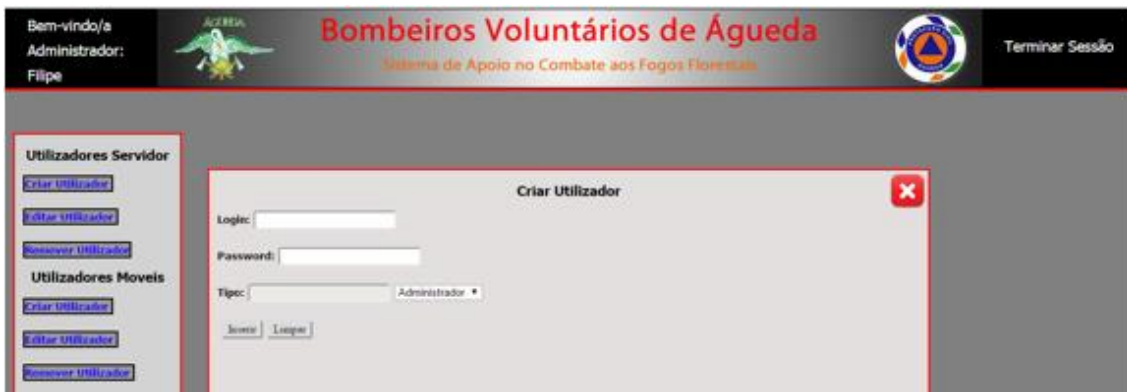 Bem-vindo/a
Administrador:
Filipe
AGUEDA
Bombeiros Voluntários de Águeda
Sistema de Apoio no Combate aos Fogos Florestais
Terminar Sessão
Utilizadores Servidor
Criar Utilizador
Editar Utilizador
Remover Utilizador
Utilizadores Moveis
Criar Utilizador
Editar Utilizador
Remover Utilizador
Criar Utilizador
Login:
Password:
Tipo: Administrador
Inserir Limpar